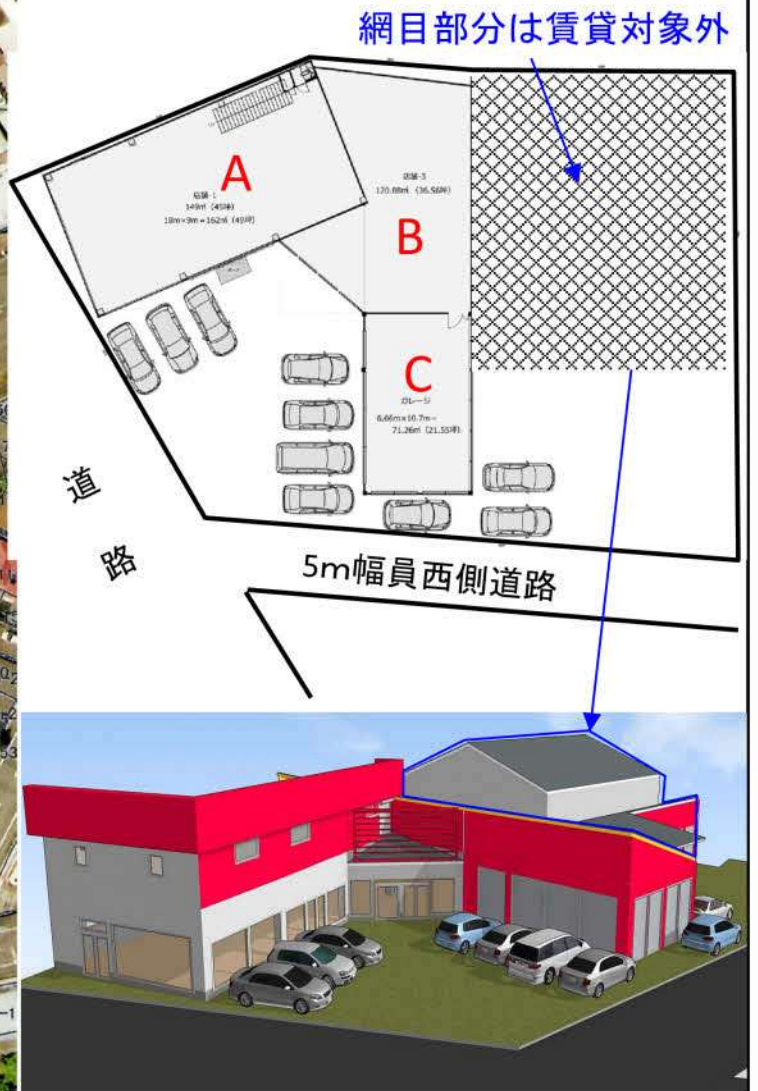 網目部分は賃貸対象外
A
店舗-1
149㎡ (45坪)
18m×9m=162㎡ (49坪)
店舗-3
120.88㎡ (36.56坪)
B
C
ガレージ
6.66m×10.7m=
71.26㎡ (21.55坪)
道
路
5m幅員西側道路